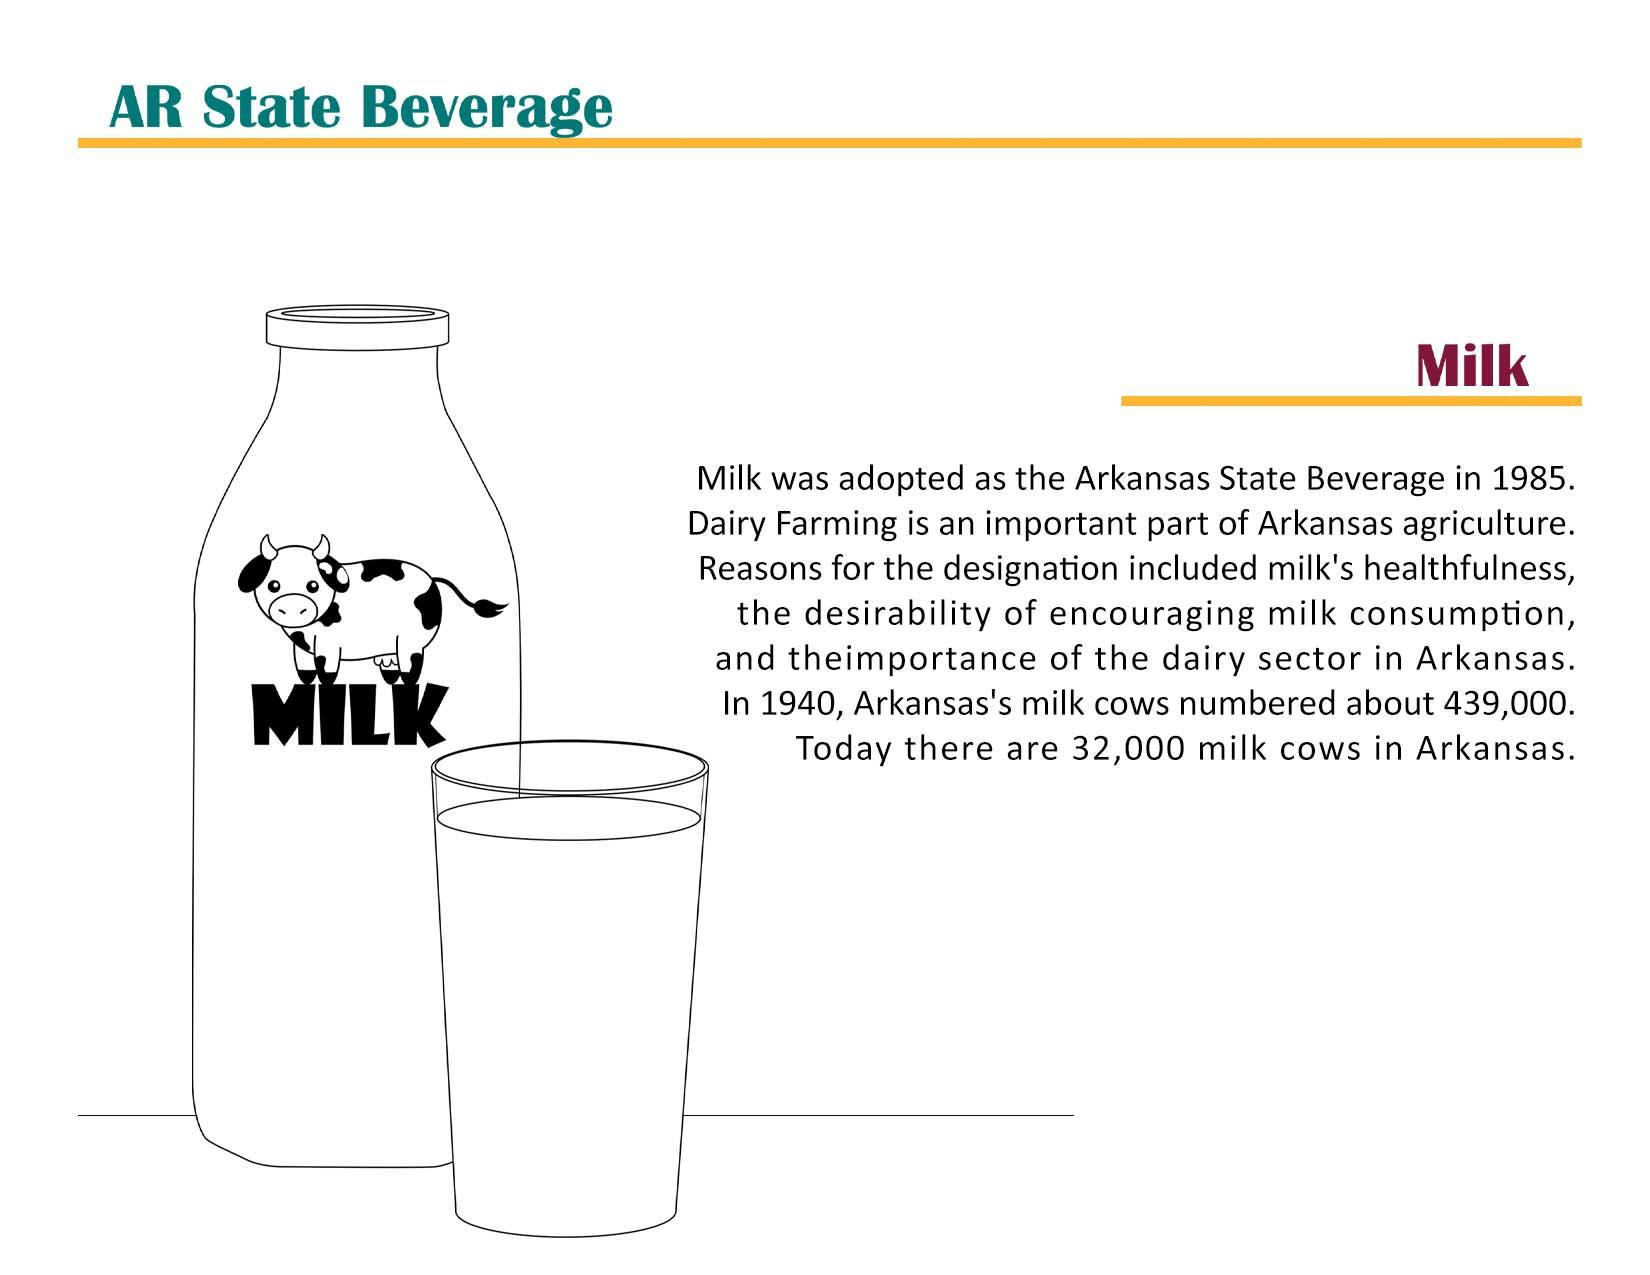 AR State Beverage
Milk
Milk was adopted as the Arkansas State Beverage in 1985.
Dairy Farming is an important part of Arkansas agriculture.
Reasons for the designation included milk's healthfulness,
the desirability of encouraging milk consumption,
and theimportance of the dairy sector in Arkansas.
In 1940, Arkansas's milk cows numbered about 439,000.
Today there are 32,000 milk cows in Arkansas.
MILK